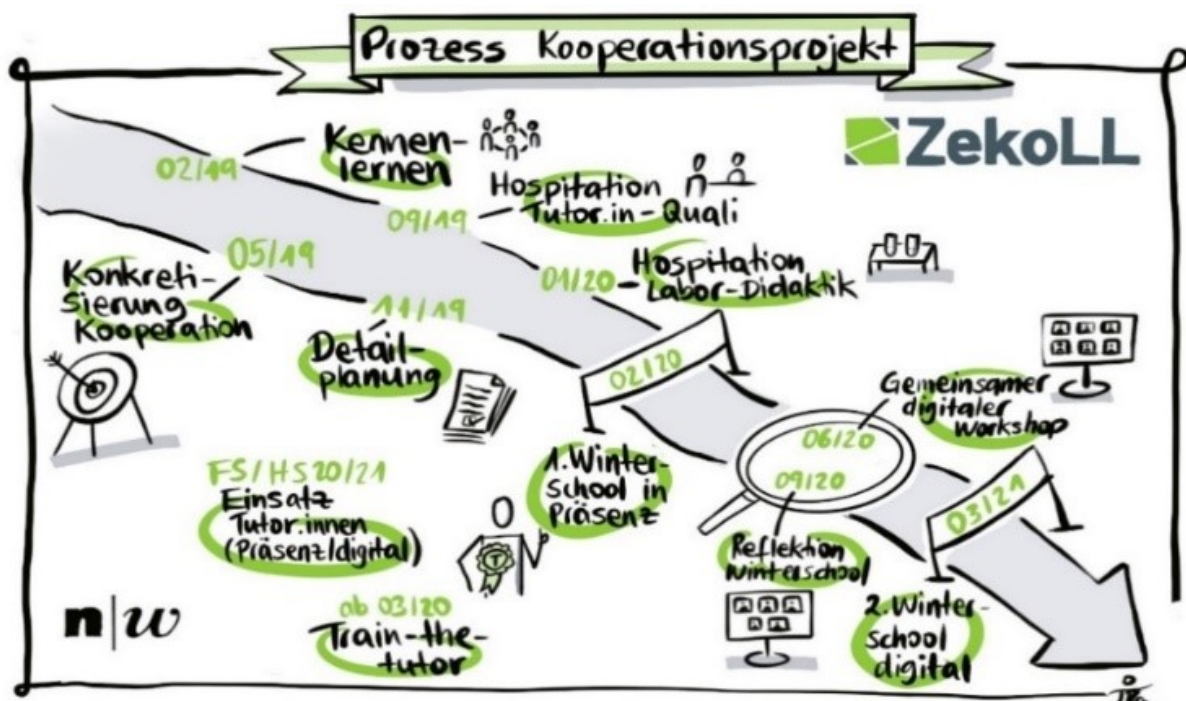 Prozess Kooperationsprojekt
ZekoLL
02/19
Kennen-
lernen
09/19
Hospitation
Tutor.in-Quali
05/19
Konkreti-
sierung
Kooperation
01/20
Hospitation
Labor-Didaktik
11/19
Detail-
planung
02/20
1. Winter-
school in
Präsenz
06/20
Gemeinsamer
digitaler
Workshop
09/20
Reflektion
Winterschool
03/21
2. Winter-
school
digital
FS/HS20/21
Einsatz
Tutor.innen
(Präsenz/digital)
T
ab 03/20
Train-the-
tutor
n|w